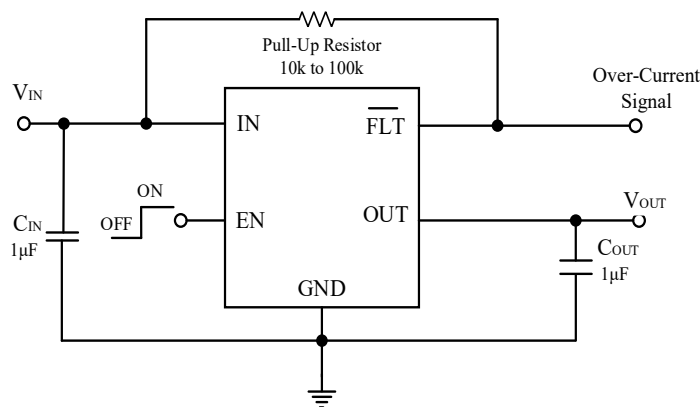 Pull-Up Resistor
10k to 100k
Over-Current
Signal
VIN
IN
FLT
ON
OFF
EN
OUT
VOUT
CIN
1μF
COUT
1μF
GND